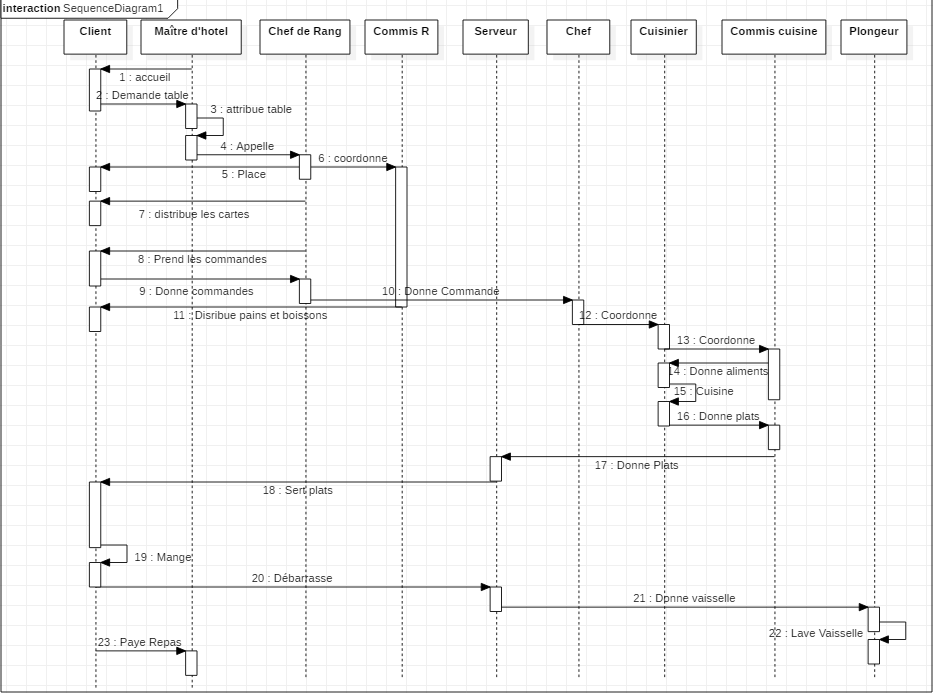 interaction SequenceDiagram1
Client
Maître d'hotel
Chef de Rang
Commis R
Serveur
Chef
Cuisinier
Commis cuisine
Plongeur
1 : accueil
2 : Demande table
3 : attribue table
4 : Appelle
6 : coordonne
5 : Place
7 : distribue les cartes
8 : Prend les commandes
9 : Donne commandes
10 : Donne Commande
11 : Disribue pains et boissons
12 : Coordonne
13 : Coordonne
14 : Donne aliments
15 : Cuisine
16 : Donne plats
17 : Donne Plats
18 : Sert plats
19 : Mange
20 : Débarrasse
21 : Donne vaisselle
22 : Lave Vaisselle
23 : Paye Repas